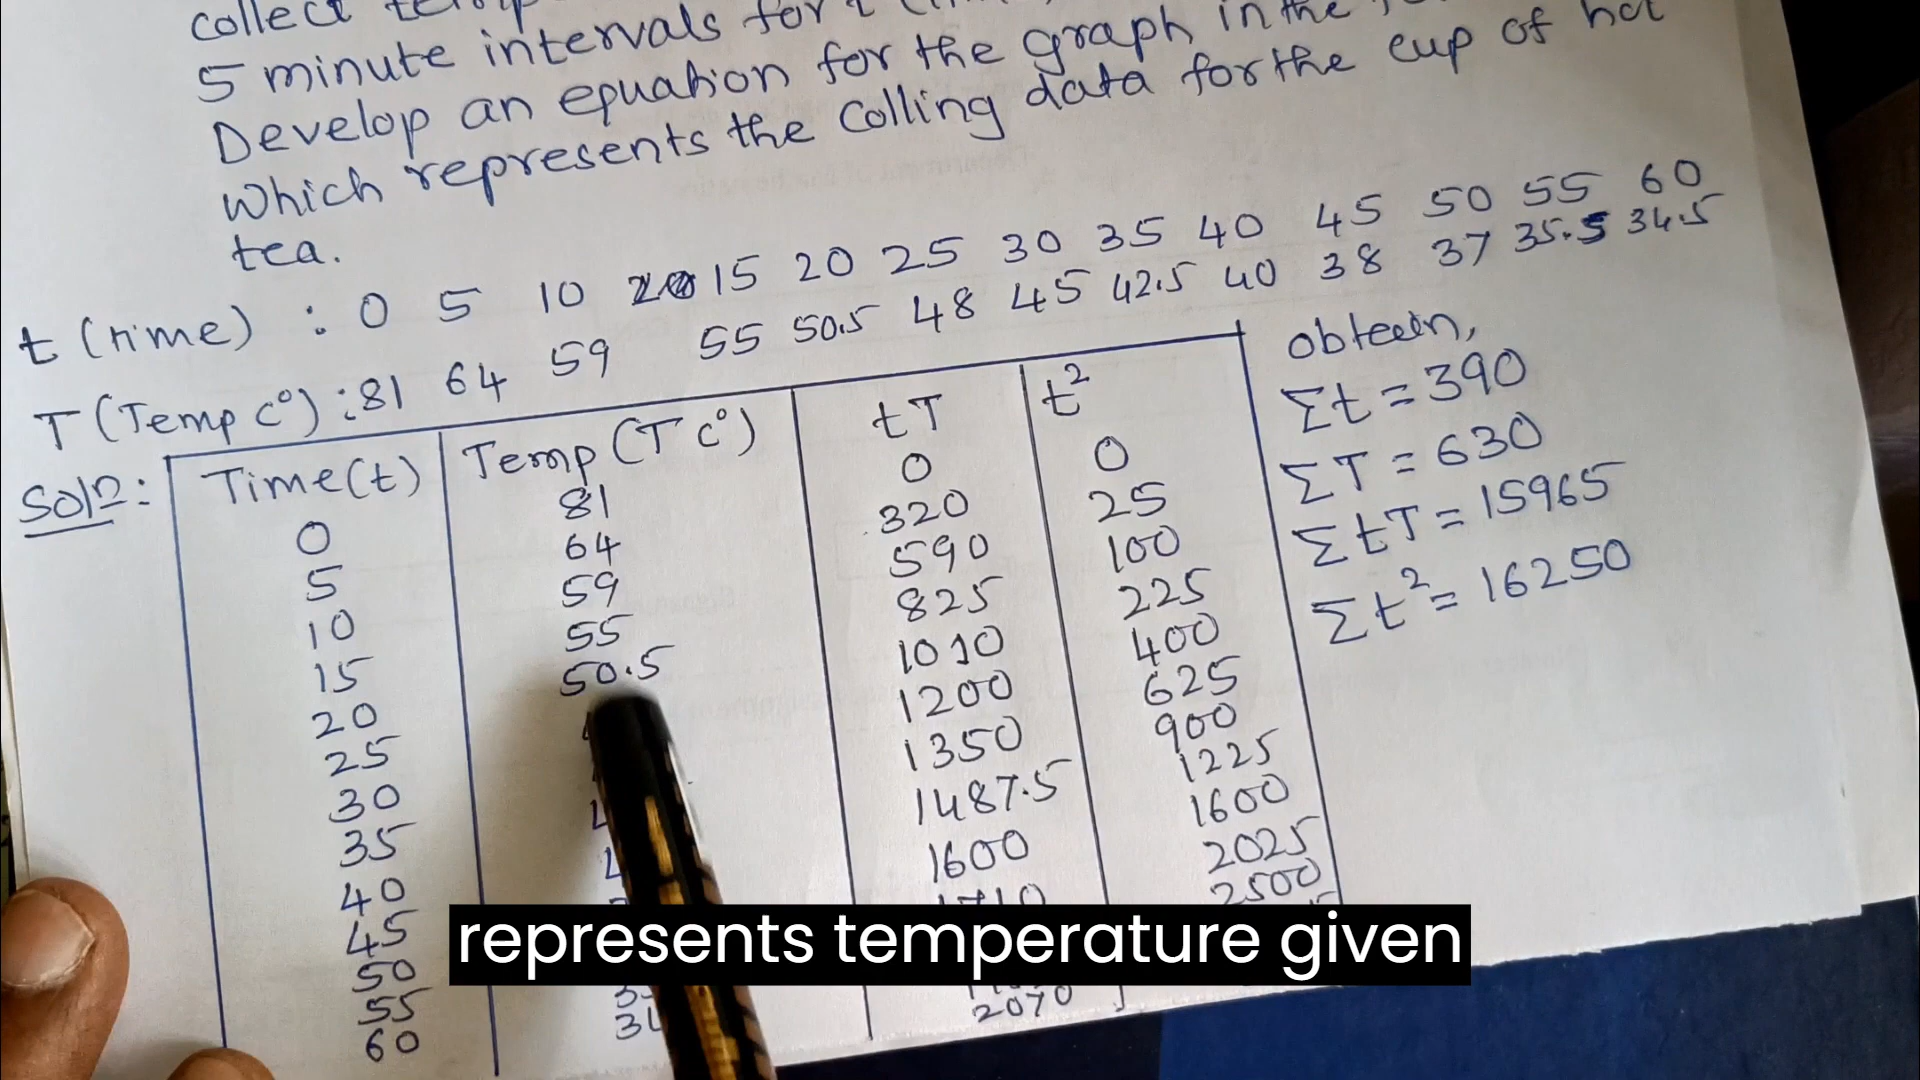 collect temp
5 minute intervals for t (
Develop an equation for the graph in the
which represents the colling data for the cup of hot
tea.
t (Time) : 0 5 10 15 20 25 30 35 40 45 50 55 60
T (Temp C°) : 81 64 59 55 50.5 48 45 42.5 40 38 37 35.5 34.5
Soln:
Time(t) Temp (T C°) tT t²
0 81 0 0
5 64 320 25
10 59 590 100
15 55 825 225
20 50.5 1010 400
25 1200 625
30 1350 900
35 1487.5 1225
40 1600 1600
45 1710 2025
50 2500
55
60 2070
obtain,
Σt = 390
ΣT = 630
ΣtT = 15965
Σt² = 16250
represents temperature given